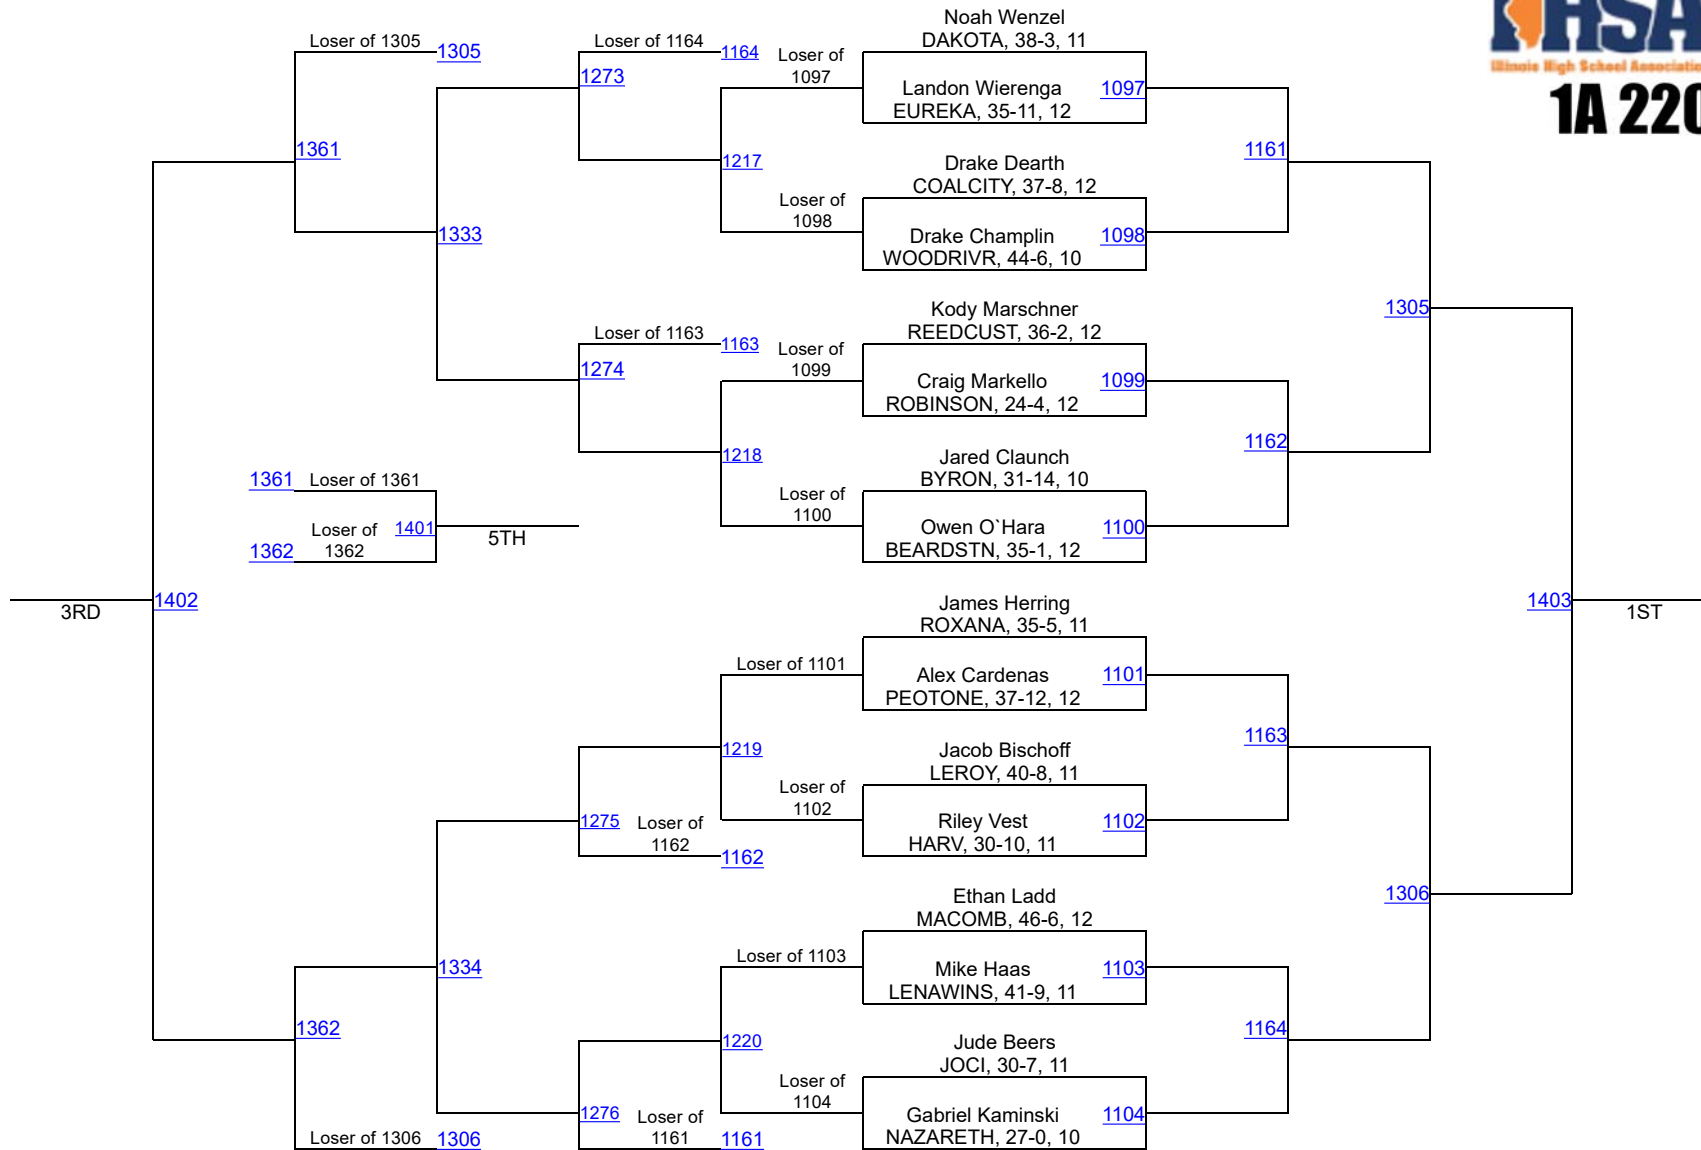 IHSA
Illinois High School Association
1A 220
Noah Wenzel
DAKOTA, 38-3, 11
Loser of 1305
1305
Loser of 1164
1164
Loser of
1097
1273
Landon Wierenga
EUREKA, 35-11, 12
1097
1361
1217
1161
Drake Dearth
COALCITY, 37-8, 12
Loser of
1098
1333
Drake Champlin
WOODRIVR, 44-6, 10
1098
Kody Marschner
REEDCUST, 36-2, 12
1305
Loser of 1163
1163
Loser of
1099
1274
Craig Markello
ROBINSON, 24-4, 12
1099
1218
1162
Jared Claunch
BYRON, 31-14, 10
1361
Loser of 1361
Loser of
1100
Loser of
1362
1401
5TH
1362
Owen O`Hara
BEARDSTN, 35-1, 12
1100
3RD
1402
James Herring
ROXANA, 35-5, 11
1403
1ST
Loser of 1101
Alex Cardenas
PEOTONE, 37-12, 12
1101
1219
1163
Jacob Bischoff
LEROY, 40-8, 11
Loser of
1102
1275
Loser of
1162
1162
Riley Vest
HARV, 30-10, 11
1102
Ethan Ladd
MACOMB, 46-6, 12
1306
Loser of 1103
1334
Mike Haas
LENAWINS, 41-9, 11
1103
1362
1220
1164
Jude Beers
JOCI, 30-7, 11
Loser of
1104
1276
Loser of
1161
1161
Gabriel Kaminski
NAZARETH, 27-0, 10
1104
Loser of 1306
1306